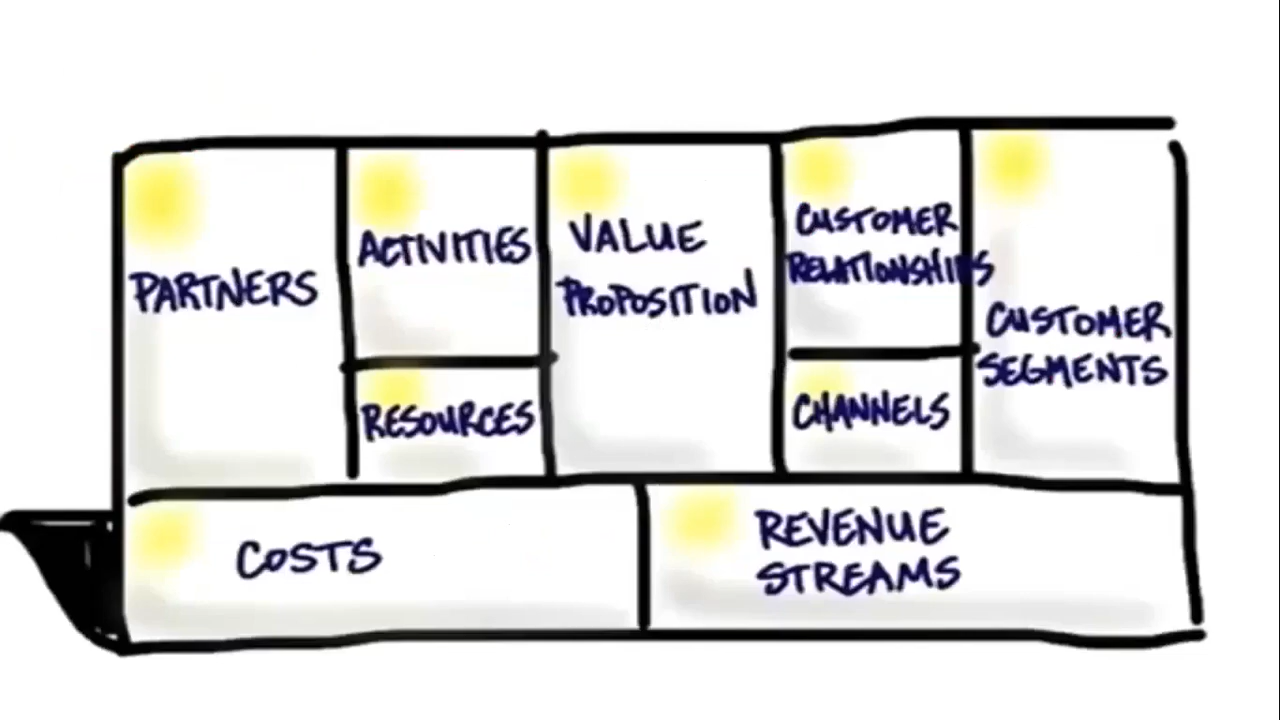 PARTNERS
ACTIVITIES
RESOURCES
VALUE
PROPOSITION
CUSTOMER
RELATIONSHIPS
CHANNELS
CUSTOMER
SEGMENTS
COSTS
REVENUE
STREAMS